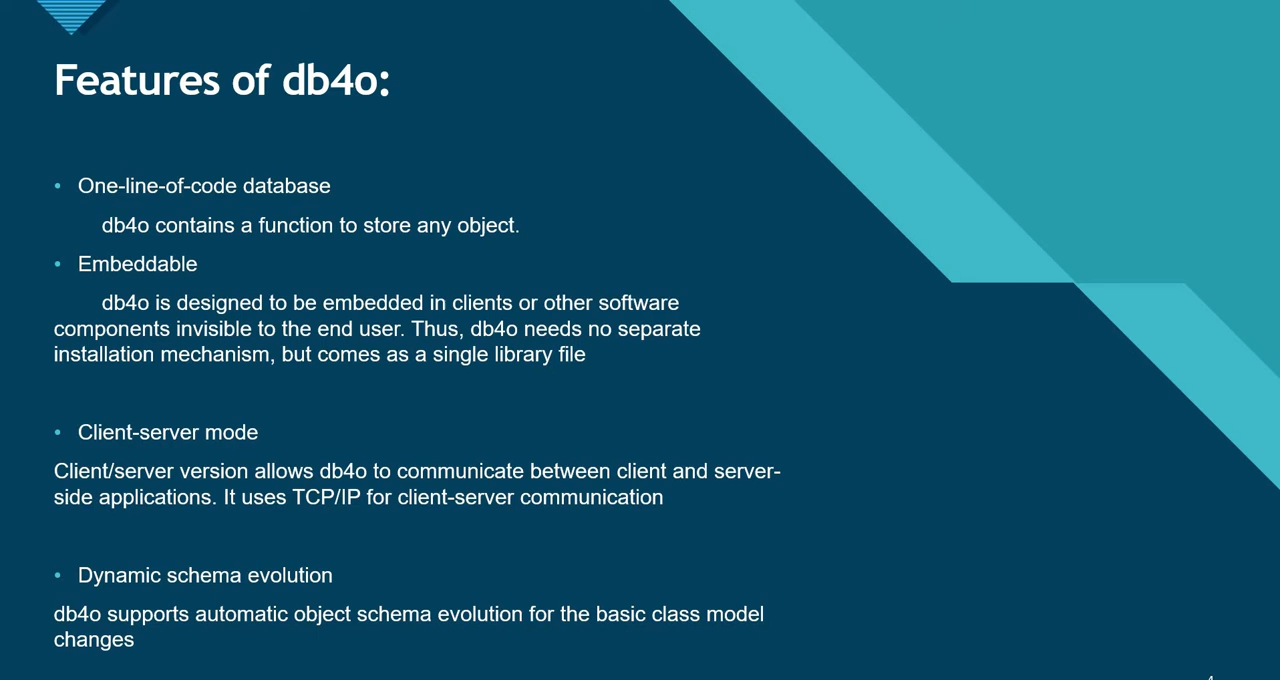 Features of db4o:
• One-line-of-code database
db4o contains a function to store any object.
• Embeddable
db4o is designed to be embedded in clients or other software
components invisible to the end user. Thus, db4o needs no separate
installation mechanism, but comes as a single library file
• Client-server mode
Client/server version allows db4o to communicate between client and server-
side applications. It uses TCP/IP for client-server communication
• Dynamic schema evolution
db4o supports automatic object schema evolution for the basic class model
changes